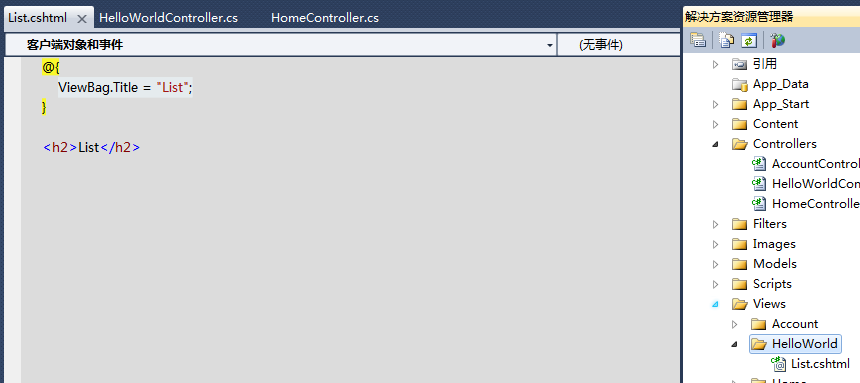 List.cshtml HelloWorldController.cs HomeController.cs
客户端对象和事件 (无事件)
@{
ViewBag.Title = "List";
}
<h2>List</h2>
解决方案资源管理器
引用
App_Data
App_Start
Content
Controllers
AccountControl
HelloWorldCon
HomeControlle
Filters
Images
Models
Scripts
Views
Account
HelloWorld
List.cshtml